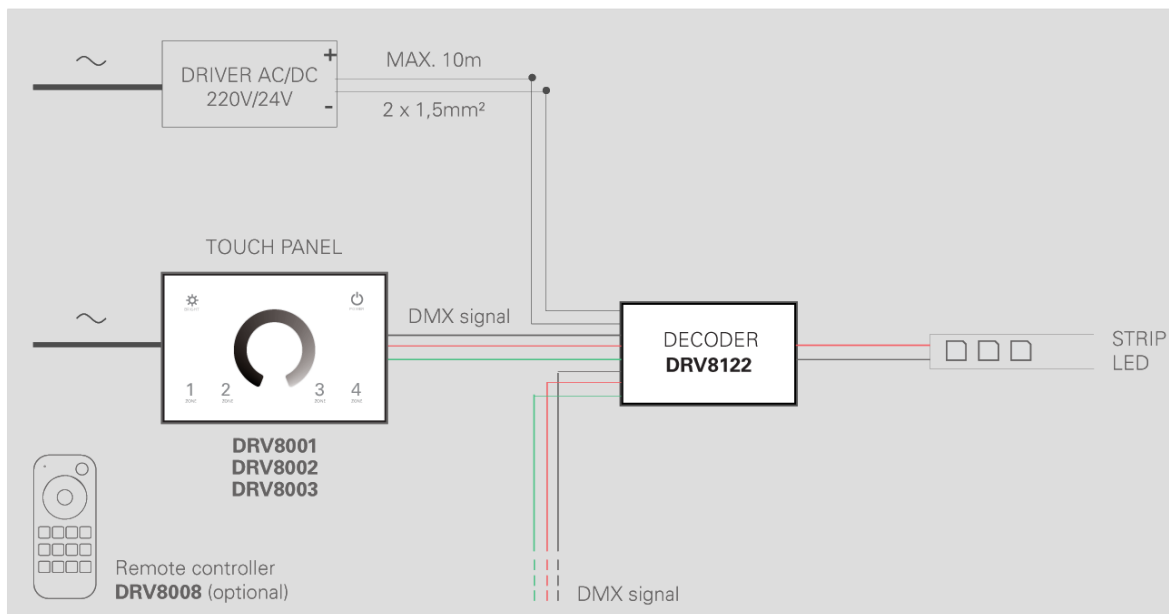 DRIVER AC/DC
220V/24V
+
-
MAX. 10m
2 x 1,5mm²
TOUCH PANEL
1
2
3
4
DMX signal
DECODER
DRV8122
STRIP
LED
DRV8001
DRV8002
DRV8003
Remote controller
DRV8008 (optional)
DMX signal